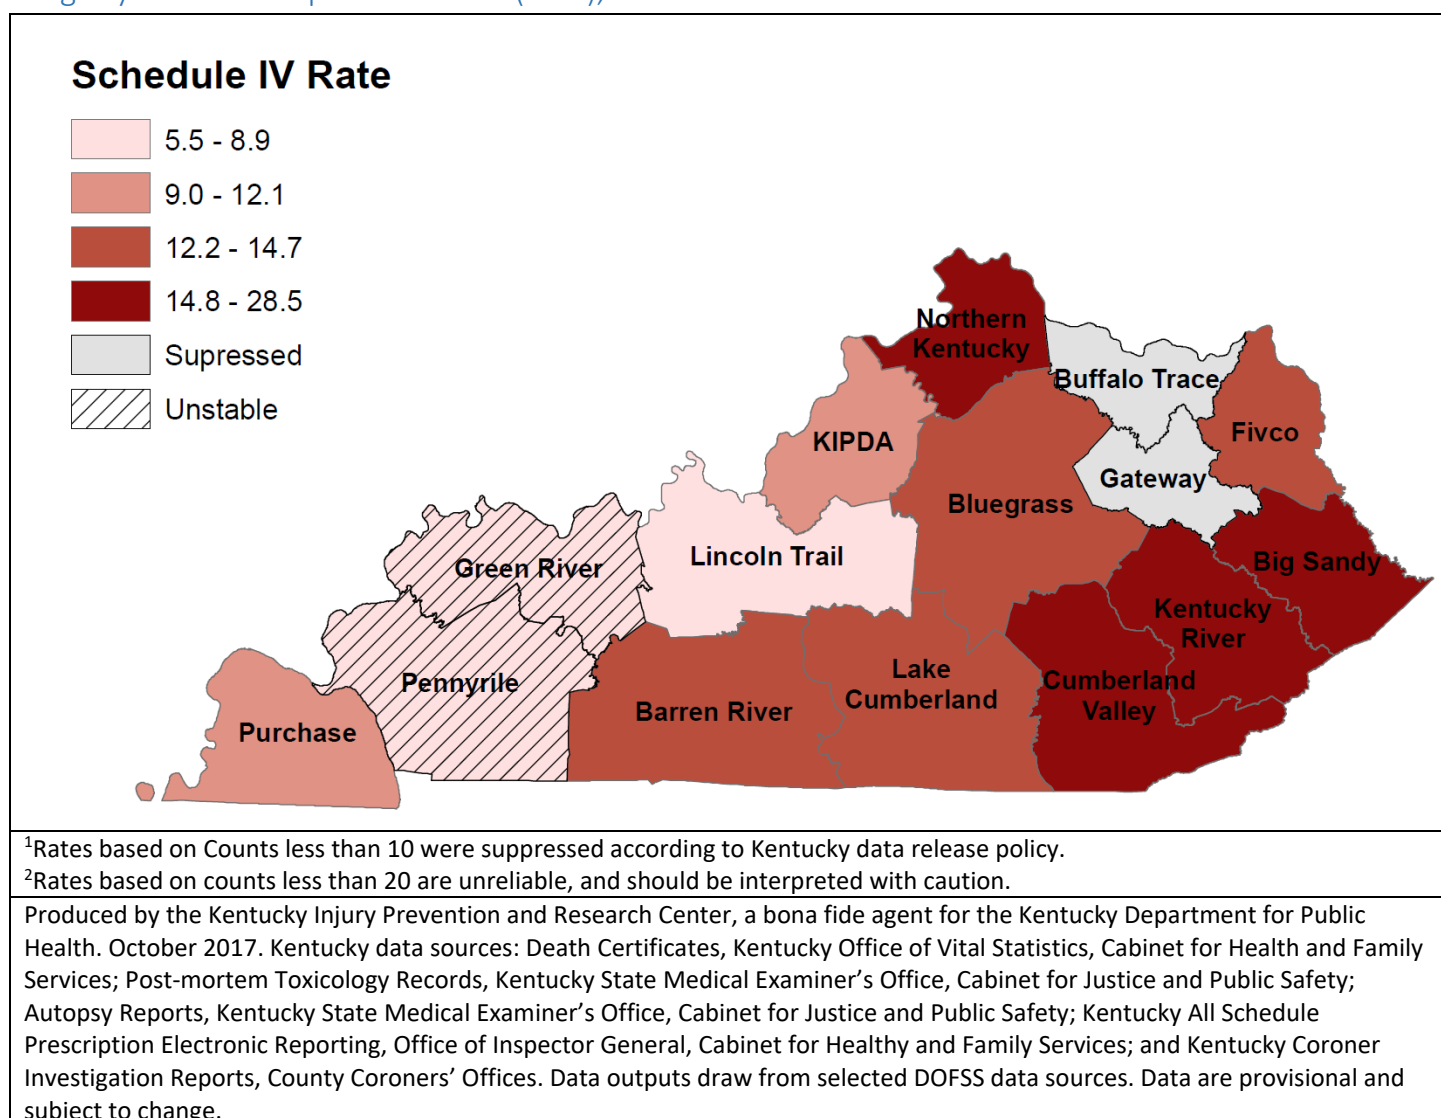 Schedule IV Rate
5.5 - 8.9
9.0 - 12.1
12.2 - 14.7
14.8 - 28.5
Supressed
Unstable
Northern
Kentucky
Buffalo Trace
Fivco
KIPDA
Gateway
Bluegrass
Lincoln Trail
Big Sandy
Green River
Kentucky
River
Lake
Cumberland
Cumberland
Valley
Pennyrile
Barren River
Purchase
¹Rates based on Counts less than 10 were suppressed according to Kentucky data release policy.
²Rates based on counts less than 20 are unreliable, and should be interpreted with caution.
Produced by the Kentucky Injury Prevention and Research Center, a bona fide agent for the Kentucky Department for Public
Health. October 2017. Kentucky data sources: Death Certificates, Kentucky Office of Vital Statistics, Cabinet for Health and Family
Services; Post-mortem Toxicology Records, Kentucky State Medical Examiner’s Office, Cabinet for Justice and Public Safety;
Autopsy Reports, Kentucky State Medical Examiner’s Office, Cabinet for Justice and Public Safety; Kentucky All Schedule
Prescription Electronic Reporting, Office of Inspector General, Cabinet for Healthy and Family Services; and Kentucky Coroner
Investigation Reports, County Coroners’ Offices. Data outputs draw from selected DOFSS data sources. Data are provisional and
subject to change.